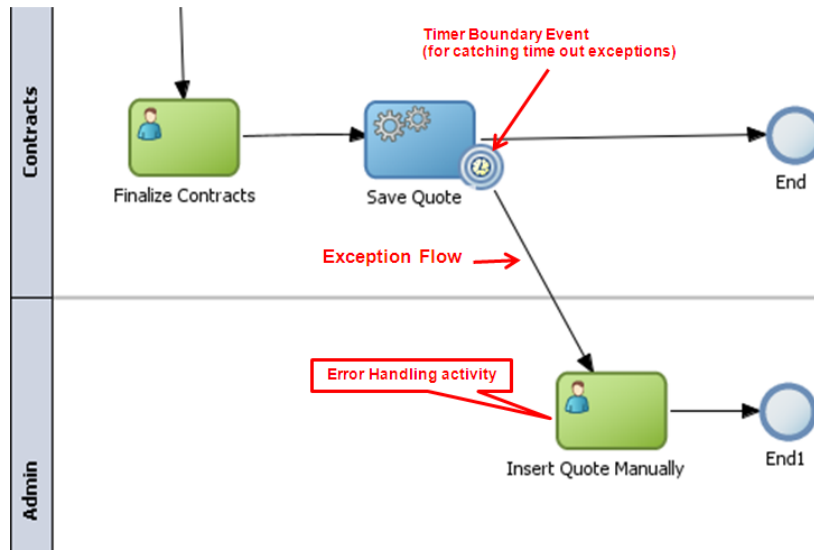 Timer Boundary Event
(for catching time out exceptions)
Contracts
Finalize Contracts
Save Quote
End
Exception Flow
Error Handling activity
Insert Quote Manually
End1
Admin